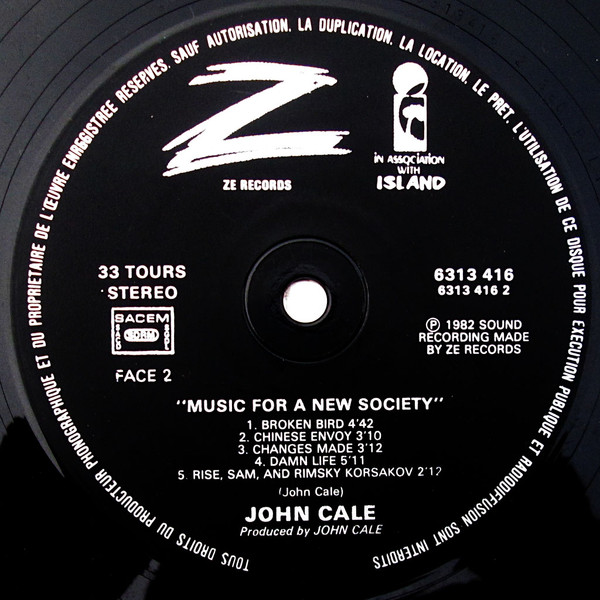 TOUS DROITS DU PRODUCTEUR PHONOGRAPHIQUE ET DU PROPRIETAIRE DE L'ŒUVRE ENREGISTREE RESERVES. SAUF AUTORISATION, LA DUPLICATION, LA LOCATION, LE PRET, L'UTILISATION DE CE DISQUE POUR EXECUTION PUBLIQUE ET RADIODIFFUSION SONT INTERDITS
Z
ZE RECORDS
IN ASSOCIATION
WITH
ISLAND
33 TOURS
STEREO
SACEM
SACD SDRM SGDL
FACE 2
6313 416
6313 416 2
℗ 1982 SOUND
RECORDING MADE
BY ZE RECORDS
"MUSIC FOR A NEW SOCIETY"
1. BROKEN BIRD 4'42
2. CHINESE ENVOY 3'10
3. CHANGES MADE 3'12
4. DAMN LIFE 5'11
5. RISE, SAM, AND RIMSKY KORSAKOV 2'12
(John Cale)
JOHN CALE
Produced by JOHN CALE